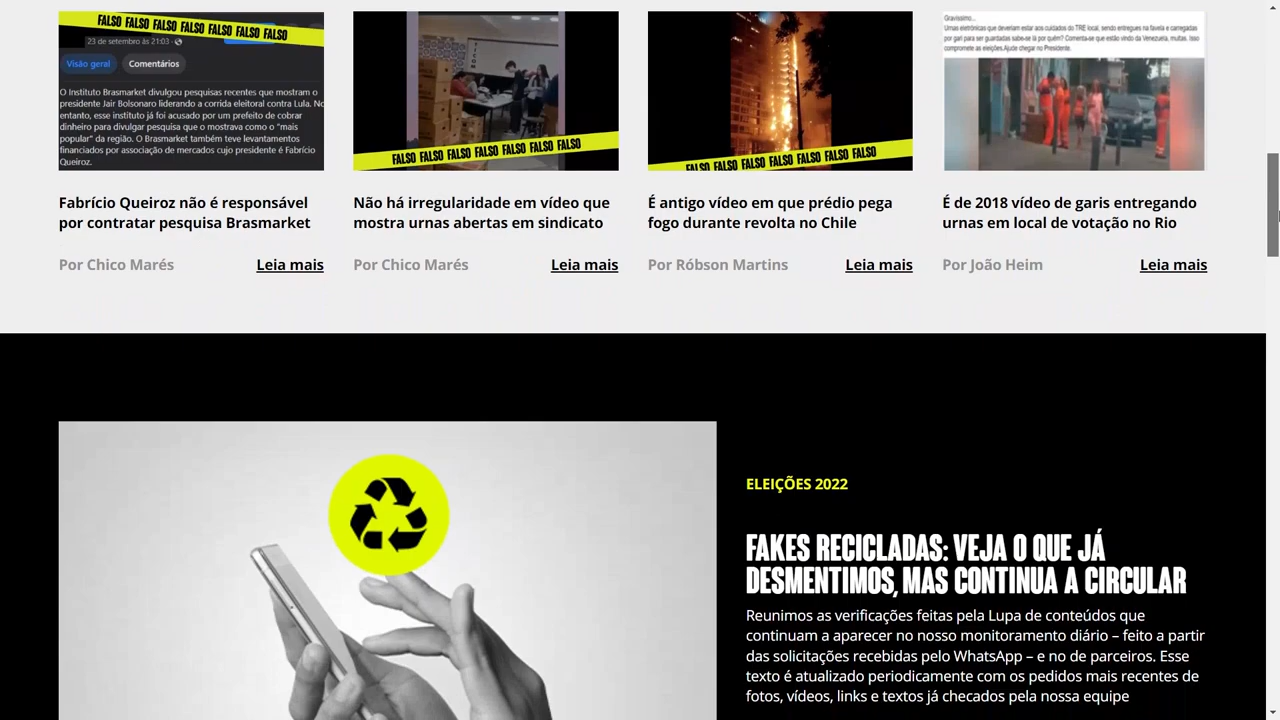 FALSO FALSO FALSO FALSO FALSO FALSO FALSO
23 de setembro às 21:03 ·
Visão geral Comentários
O Instituto Brasmarket divulgou pesquisas recentes que mostram o
presidente Jair Bolsonaro liderando a corrida eleitoral contra Lula. No
entanto, esse instituto já foi acusado por um prefeito de cobrar
dinheiro para divulgar pesquisa que o mostrava como o "mais
popular" da região. O Brasmarket também teve levantamentos
financiados por associação de mercados cujo presidente é Fabrício
Queiroz.
Fabrício Queiroz não é responsável
por contratar pesquisa Brasmarket
Por Chico Marés Leia mais
FALSO FALSO FALSO FALSO FALSO FALSO FALSO
Não há irregularidade em vídeo que
mostra urnas abertas em sindicato
Por Chico Marés Leia mais
FALSO FALSO FALSO FALSO FALSO FALSO FALSO
É antigo vídeo em que prédio pega
fogo durante revolta no Chile
Por Róbson Martins Leia mais
Gravíssimo...
Urnas eletrônicas que deveriam estar aos cuidados do TRE local, sendo entregues na favela e carregadas
por gari para ser guardadas sabe-se lá por quém? Comenta-se que estão vindo da Venezuela, muitas. Isso
compromete as eleições.Ajude chegar no Presidente.
É de 2018 vídeo de garis entregando
urnas em local de votação no Rio
Por João Heim Leia mais
ELEIÇÕES 2022
FAKES RECICLADAS: VEJA O QUE JÁ
DESMENTIMOS, MAS CONTINUA A CIRCULAR
Reunimos as verificações feitas pela Lupa de conteúdos que
continuam a aparecer no nosso monitoramento diário – feito a partir
das solicitações recebidas pelo WhatsApp – e no de parceiros. Esse
texto é atualizado periodicamente com os pedidos mais recentes de
fotos, vídeos, links e textos já checados pela nossa equipe